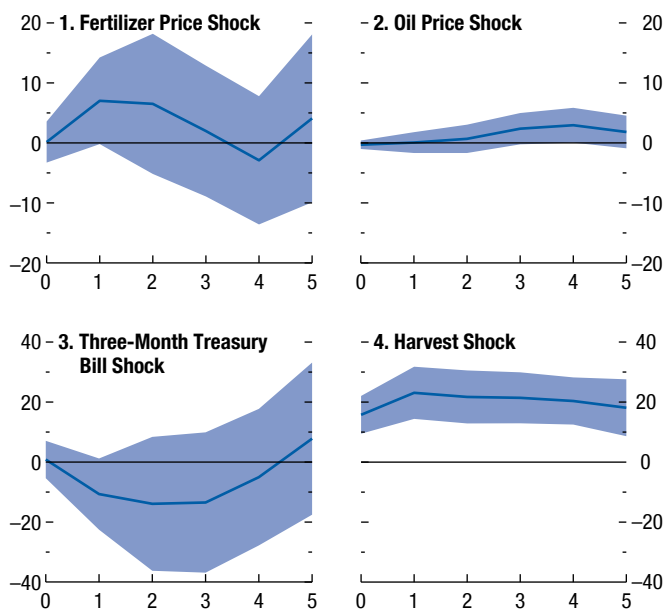 1. Fertilizer Price Shock
20
10
0
–10
–20
0 1 2 3 4 5
2. Oil Price Shock
20
10
0
–10
–20
0 1 2 3 4 5
3. Three-Month Treasury
Bill Shock
40
20
0
–20
–40
0 1 2 3 4 5
4. Harvest Shock
40
20
0
–20
–40
0 1 2 3 4 5